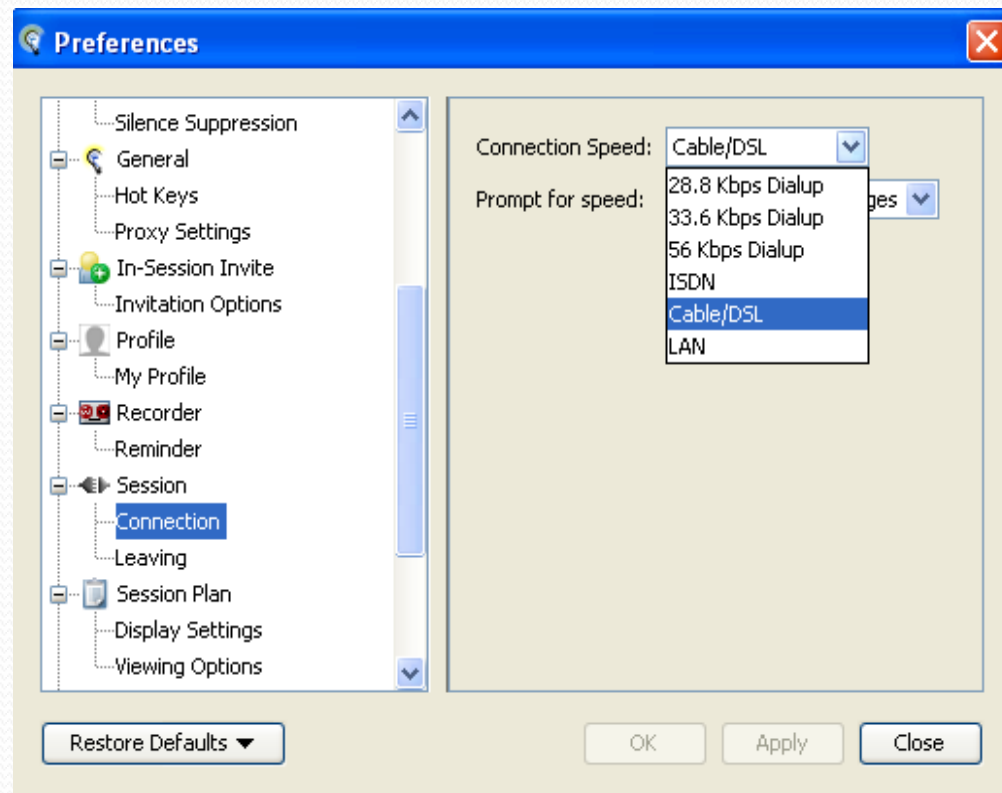 Preferences
Silence Suppression
General
Hot Keys
Proxy Settings
In-Session Invite
Invitation Options
Profile
My Profile
Recorder
Reminder
Session
Connection
Leaving
Session Plan
Display Settings
Viewing Options
Connection Speed: Cable/DSL
28.8 Kbps Dialup
Prompt for speed:
33.6 Kbps Dialup
56 Kbps Dialup
ISDN
Cable/DSL
LAN
Restore Defaults
OK
Apply
Close